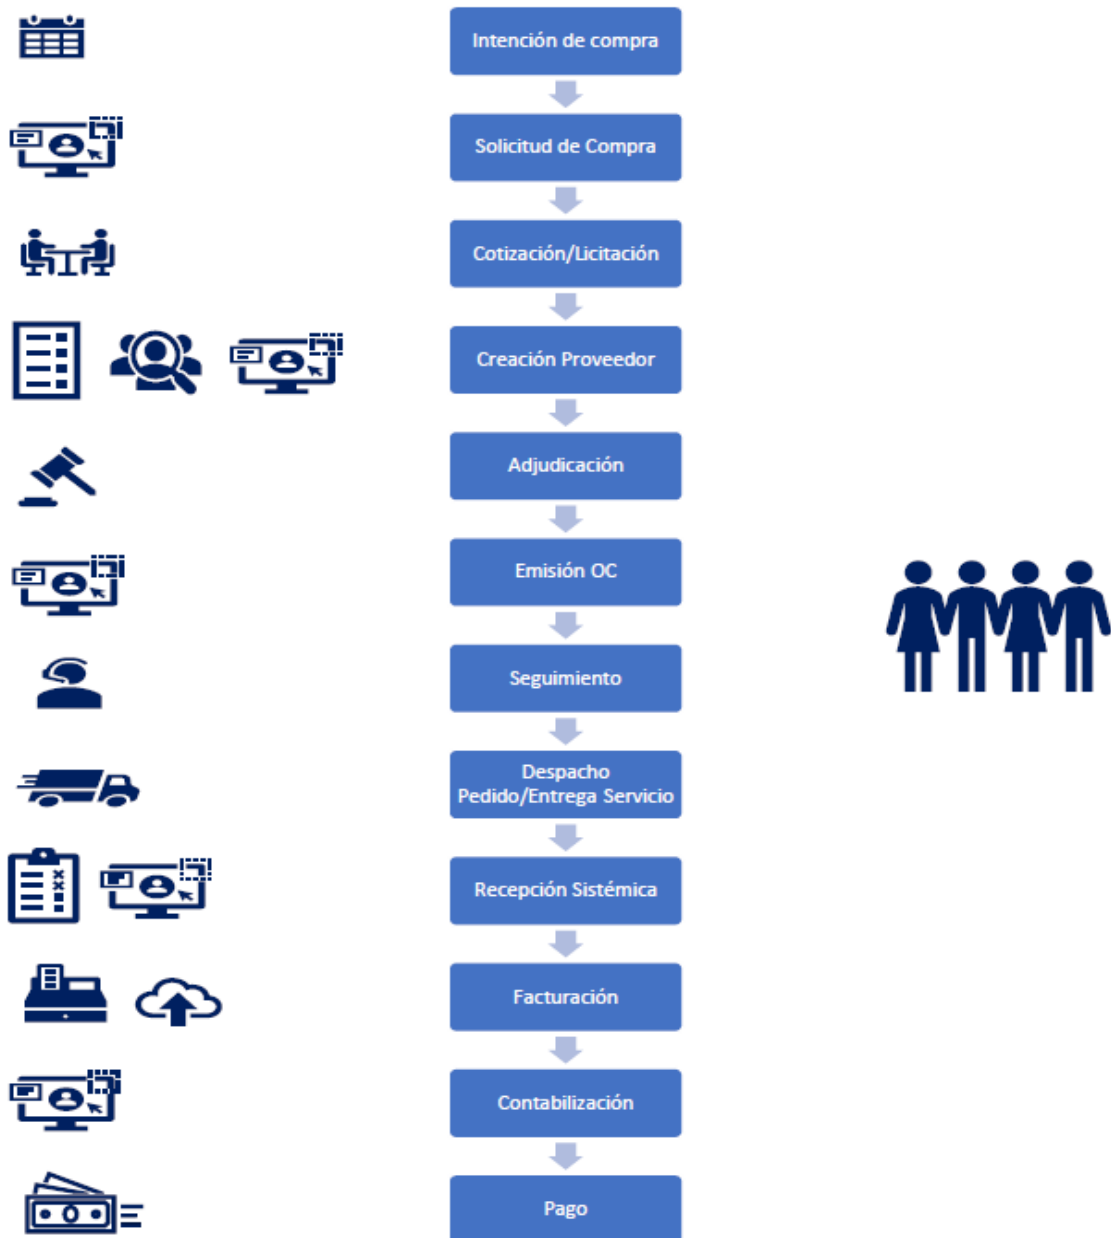 Intención de compra
Solicitud de Compra
Cotización/Licitación
Creación Proveedor
Adjudicación
Emisión OC
Seguimiento
Despacho
Pedido/Entrega Servicio
Recepción Sistémica
Facturación
Contabilización
Pago